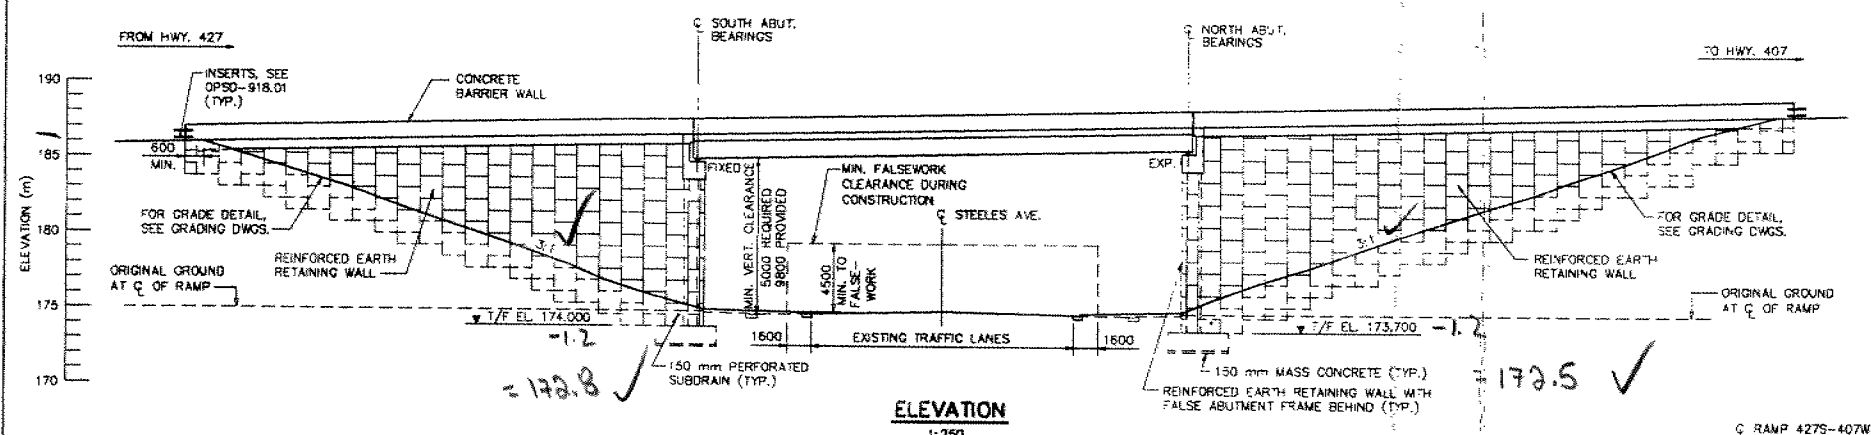 FROM HWY. 427
℄ SOUTH ABUT.
BEARINGS
℄ NORTH ABUT.
BEARINGS
TO HWY. 407
190
185
180
175
170
ELEVATION (m)
INSERTS, SEE
OPSD-918.01
(TYP.)
CONCRETE
BARRIER WALL
600
MIN.
FIXED
EXP.
MIN. VERT. CLEARANCE
5000 REQUIRED
9800 PROVIDED
MIN. FALSEWORK
CLEARANCE DURING
CONSTRUCTION
℄ STEELES AVE.
4500
MIN. TO
FALSE-
WORK
FOR GRADE DETAIL,
SEE GRADING DWGS.
3:1
REINFORCED EARTH
RETAINING WALL
ORIGINAL GROUND
AT ℄ OF RAMP
3:1
FOR GRADE DETAIL,
SEE GRADING DWGS.
REINFORCED EARTH
RETAINING WALL
ORIGINAL GROUND
AT ℄ OF RAMP
T/F EL. 174.000
-1.2
= 172.8 ✓
1600
EXISTING TRAFFIC LANES
1600
T/F EL. 173.700 -1.2
= 172.5 ✓
150 mm PERFORATED
SUBDRAIN (TYP.)
150 mm MASS CONCRETE (TYP.)
REINFORCED EARTH RETAINING WALL WITH
FALSE ABUTMENT FRAME BEHIND (TYP.)
ELEVATION
1:250
℄ RAMP 427S-407W